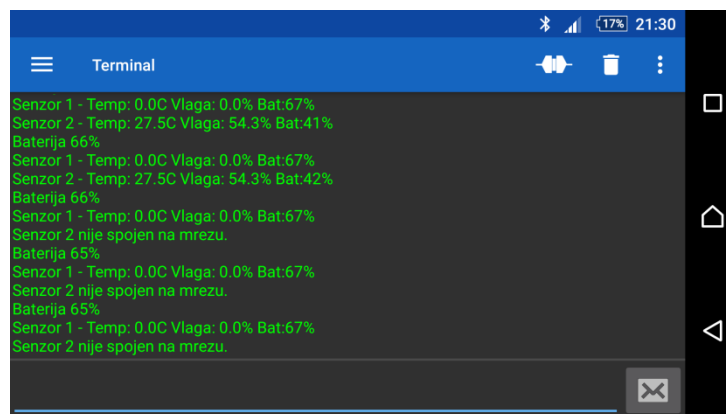 17% 21:30
Terminal
Senzor 1 - Temp: 0.0C Vlaga: 0.0% Bat:67%
Senzor 2 - Temp: 27.5C Vlaga: 54.3% Bat:41%
Baterija 66%
Senzor 1 - Temp: 0.0C Vlaga: 0.0% Bat:67%
Senzor 2 - Temp: 27.5C Vlaga: 54.3% Bat:42%
Baterija 66%
Senzor 1 - Temp: 0.0C Vlaga: 0.0% Bat:67%
Senzor 2 nije spojen na mrezu.
Baterija 65%
Senzor 1 - Temp: 0.0C Vlaga: 0.0% Bat:67%
Senzor 2 nije spojen na mrezu.
Baterija 65%
Senzor 1 - Temp: 0.0C Vlaga: 0.0% Bat:67%
Senzor 2 nije spojen na mrezu.